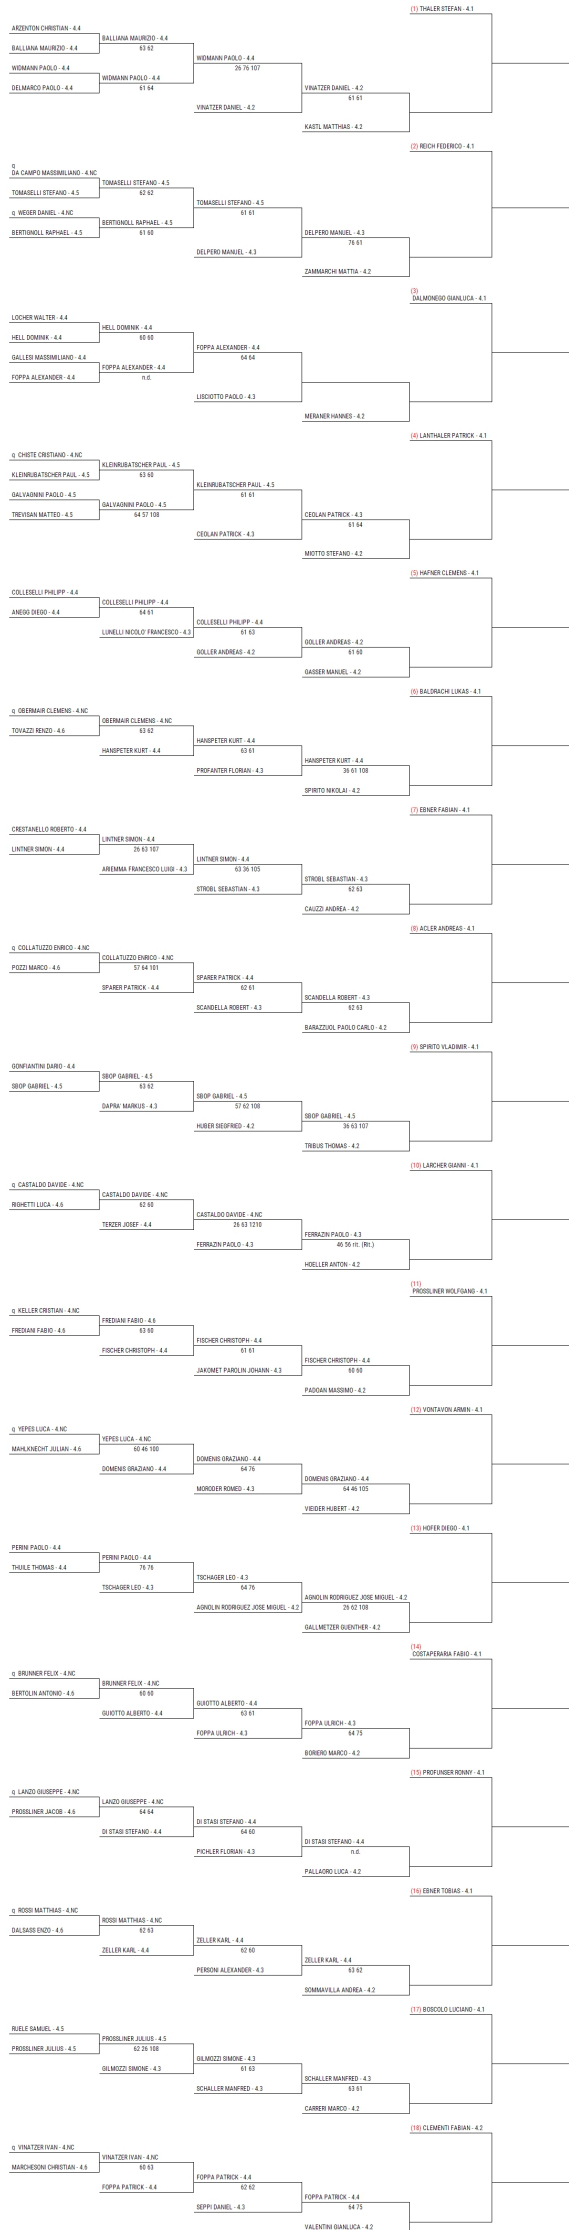 (1) THALER STEFAN - 4.1
ARZENTON CHRISTIAN - 4.4
BALLIANA MAURIZIO - 4.4
BALLIANA MAURIZIO - 4.4
63 62
WIDMANN PAOLO - 4.4
WIDMANN PAOLO - 4.4
26 76 107
WIDMANN PAOLO - 4.4
DELMARCO PAOLO - 4.4
61 64
VINATZER DANIEL - 4.2
61 61
VINATZER DANIEL - 4.2
KASTL MATTHIAS - 4.2
(2) REICH FEDERICO - 4.1
q
DA CAMPO MASSIMILIANO - 4.NC
TOMASELLI STEFANO - 4.5
TOMASELLI STEFANO - 4.5
62 62
TOMASELLI STEFANO - 4.5
61 61
q WEGER DANIEL - 4.NC
BERTIGNOLL RAPHAEL - 4.5
BERTIGNOLL RAPHAEL - 4.5
61 60
DELPERO MANUEL - 4.3
76 61
DELPERO MANUEL - 4.3
ZAMMARCHI MATTIA - 4.2
(3)
DALMONEGO GIANLUCA - 4.1
LOCHER WALTER - 4.4
HELL DOMINIK - 4.4
HELL DOMINIK - 4.4
60 60
FOPPA ALEXANDER - 4.4
64 64
GALLESI MASSIMILIANO - 4.4
FOPPA ALEXANDER - 4.4
FOPPA ALEXANDER - 4.4
n.d.
LISCIOTTO PAOLO - 4.3
MERANER HANNES - 4.2
(4) LANTHALER PATRICK - 4.1
q CHISTE CRISTIANO - 4.NC
KLEINRUBATSCHER PAUL - 4.5
KLEINRUBATSCHER PAUL - 4.5
63 60
KLEINRUBATSCHER PAUL - 4.5
61 61
GALVAGNINI PAOLO - 4.5
GALVAGNINI PAOLO - 4.5
TREVISAN MATTEO - 4.5
64 57 108
CEOLAN PATRICK - 4.3
61 64
CEOLAN PATRICK - 4.3
MIOTTO STEFANO - 4.2
(5) HAFNER CLEMENS - 4.1
COLLESELLI PHILIPP - 4.4
COLLESELLI PHILIPP - 4.4
ANEGG DIEGO - 4.4
64 61
COLLESELLI PHILIPP - 4.4
LUNELLI NICOLO' FRANCESCO - 4.3
61 63
GOLLER ANDREAS - 4.2
GOLLER ANDREAS - 4.2
61 60
GASSER MANUEL - 4.2
(6) BALDRACHI LUKAS - 4.1
q OBERMAIR CLEMENS - 4.NC
OBERMAIR CLEMENS - 4.NC
TOVAZZI RENZO - 4.6
63 62
HANSPETER KURT - 4.4
HANSPETER KURT - 4.4
63 61
HANSPETER KURT - 4.4
PROFANTER FLORIAN - 4.3
36 61 108
SPIRITO NIKOLAI - 4.2
(7) EBNER FABIAN - 4.1
CRESTANELLO ROBERTO - 4.4
LINTNER SIMON - 4.4
LINTNER SIMON - 4.4
26 63 107
LINTNER SIMON - 4.4
ARIEMMA FRANCESCO LUIGI - 4.3
63 36 105
STROBL SEBASTIAN - 4.3
STROBL SEBASTIAN - 4.3
62 63
CAUZZI ANDREA - 4.2
(8) ACLER ANDREAS - 4.1
q COLLATUZZO ENRICO - 4.NC
COLLATUZZO ENRICO - 4.NC
POZZI MARCO - 4.6
57 64 101
SPARER PATRICK - 4.4
SPARER PATRICK - 4.4
62 61
SCANDELLA ROBERT - 4.3
SCANDELLA ROBERT - 4.3
62 63
BARAZZUOL PAOLO CARLO - 4.2
(9) SPIRITO VLADIMIR - 4.1
GONFIANTINI DARIO - 4.4
SBOP GABRIEL - 4.5
SBOP GABRIEL - 4.5
63 62
SBOP GABRIEL - 4.5
DAPRA' MARKUS - 4.3
57 62 108
SBOP GABRIEL - 4.5
HUBER SIEGFRIED - 4.2
36 63 107
TRIBUS THOMAS - 4.2
(10) LARCHER GIANNI - 4.1
q CASTALDO DAVIDE - 4.NC
CASTALDO DAVIDE - 4.NC
RIGHETTI LUCA - 4.6
62 60
CASTALDO DAVIDE - 4.NC
TERZER JOSEF - 4.4
26 63 1210
FERRAZIN PAOLO - 4.3
FERRAZIN PAOLO - 4.3
46 56 rit. (Rit.)
HOELLER ANTON - 4.2
(11)
PROSSLINER WOLFGANG - 4.1
q KELLER CRISTIAN - 4.NC
FREDIANI FABIO - 4.6
FREDIANI FABIO - 4.6
63 60
FISCHER CHRISTOPH - 4.4
FISCHER CHRISTOPH - 4.4
61 61
FISCHER CHRISTOPH - 4.4
JAKOMET PAROLIN JOHANN - 4.3
60 60
PADOAN MASSIMO - 4.2
(12) VONTAVON ARMIN - 4.1
q YEPES LUCA - 4.NC
YEPES LUCA - 4.NC
MAHLKNECHT JULIAN - 4.6
60 46 100
DOMENIS GRAZIANO - 4.4
DOMENIS GRAZIANO - 4.4
64 76
DOMENIS GRAZIANO - 4.4
MORODER ROMED - 4.3
64 46 105
VIEIDER HUBERT - 4.2
(13) HOFER DIEGO - 4.1
PERINI PAOLO - 4.4
PERINI PAOLO - 4.4
THUILE THOMAS - 4.4
76 76
TSCHAGER LEO - 4.3
TSCHAGER LEO - 4.3
64 76
AGNOLIN RODRIGUEZ JOSE MIGUEL - 4.2
AGNOLIN RODRIGUEZ JOSE MIGUEL - 4.2
26 62 108
GALLMETZER GUENTHER - 4.2
(14)
COSTAPERARIA FABIO - 4.1
q BRUNNER FELIX - 4.NC
BRUNNER FELIX - 4.NC
BERTOLIN ANTONIO - 4.6
60 60
GUIOTTO ALBERTO - 4.4
GUIOTTO ALBERTO - 4.4
63 61
FOPPA ULRICH - 4.3
FOPPA ULRICH - 4.3
64 75
BORIERO MARCO - 4.2
(15) PROFUNSER RONNY - 4.1
q LANZO GIUSEPPE - 4.NC
LANZO GIUSEPPE - 4.NC
PROSSLINER JACOB - 4.6
64 64
DI STASI STEFANO - 4.4
DI STASI STEFANO - 4.4
64 60
DI STASI STEFANO - 4.4
PICHLER FLORIAN - 4.3
n.d.
PALLAORO LUCA - 4.2
(16) EBNER TOBIAS - 4.1
q ROSSI MATTHIAS - 4.NC
ROSSI MATTHIAS - 4.NC
DALSASS ENZO - 4.6
62 63
ZELLER KARL - 4.4
ZELLER KARL - 4.4
62 60
ZELLER KARL - 4.4
PERSONI ALEXANDER - 4.3
63 62
SOMMAVILLA ANDREA - 4.2
(17) BOSCOLO LUCIANO - 4.1
RUELE SAMUEL - 4.5
PROSSLINER JULIUS - 4.5
PROSSLINER JULIUS - 4.5
62 26 108
GILMOZZI SIMONE - 4.3
GILMOZZI SIMONE - 4.3
61 63
SCHALLER MANFRED - 4.3
SCHALLER MANFRED - 4.3
63 61
CARRERI MARCO - 4.2
(18) CLEMENTI FABIAN - 4.2
q VINATZER IVAN - 4.NC
VINATZER IVAN - 4.NC
MARCHESONI CHRISTIAN - 4.6
60 63
FOPPA PATRICK - 4.4
FOPPA PATRICK - 4.4
62 62
FOPPA PATRICK - 4.4
SEPPI DANIEL - 4.3
64 75
VALENTINI GIANLUCA - 4.2